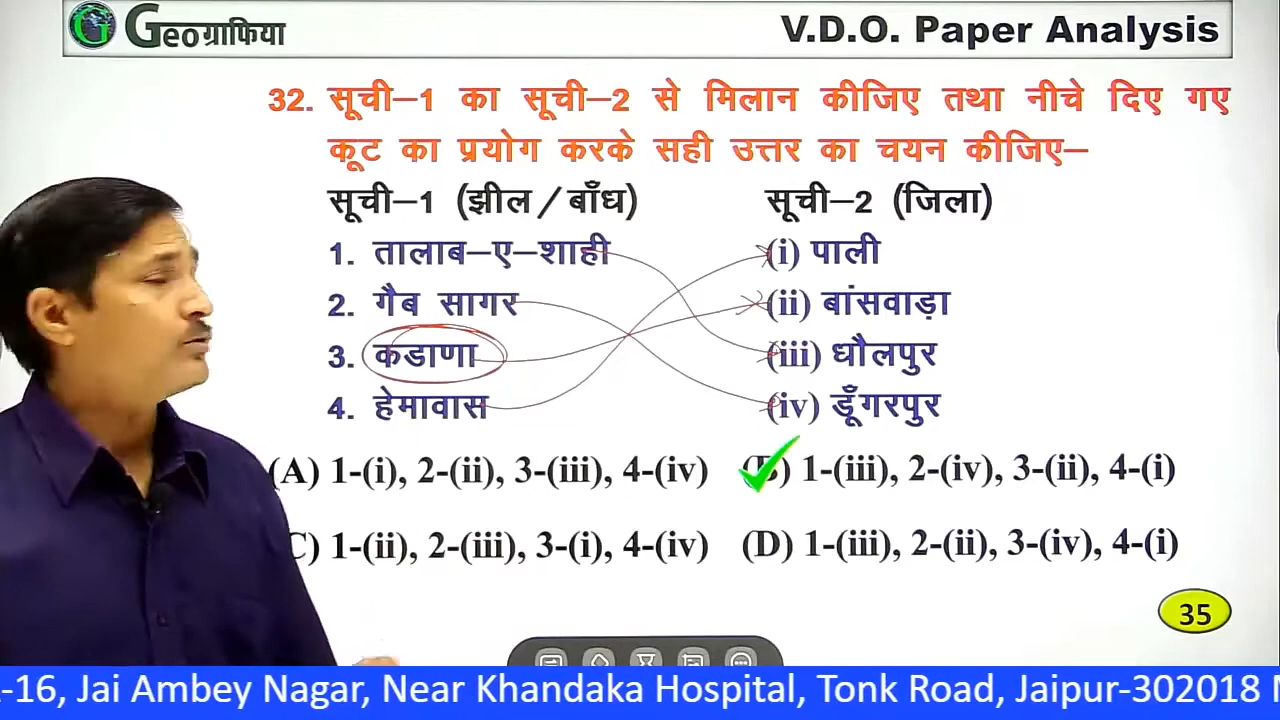 Geoग्राफिया
V.D.O. Paper Analysis
32. सूची–1 का सूची–2 से मिलान कीजिए तथा नीचे दिए गए
कूट का प्रयोग करके सही उत्तर का चयन कीजिए–
सूची–1 (झील/बाँध) सूची–2 (जिला)
1. तालाब–ए–शाही (i) पाली
2. गैब सागर (ii) बांसवाड़ा
3. कडाणा (iii) धौलपुर
4. हेमावास (iv) डूँगरपुर
(A) 1-(i), 2-(ii), 3-(iii), 4-(iv) (B) 1-(iii), 2-(iv), 3-(ii), 4-(i)
C) 1-(ii), 2-(iii), 3-(i), 4-(iv) (D) 1-(iii), 2-(ii), 3-(iv), 4-(i)
35
-16, Jai Ambey Nagar, Near Khandaka Hospital, Tonk Road, Jaipur-302018